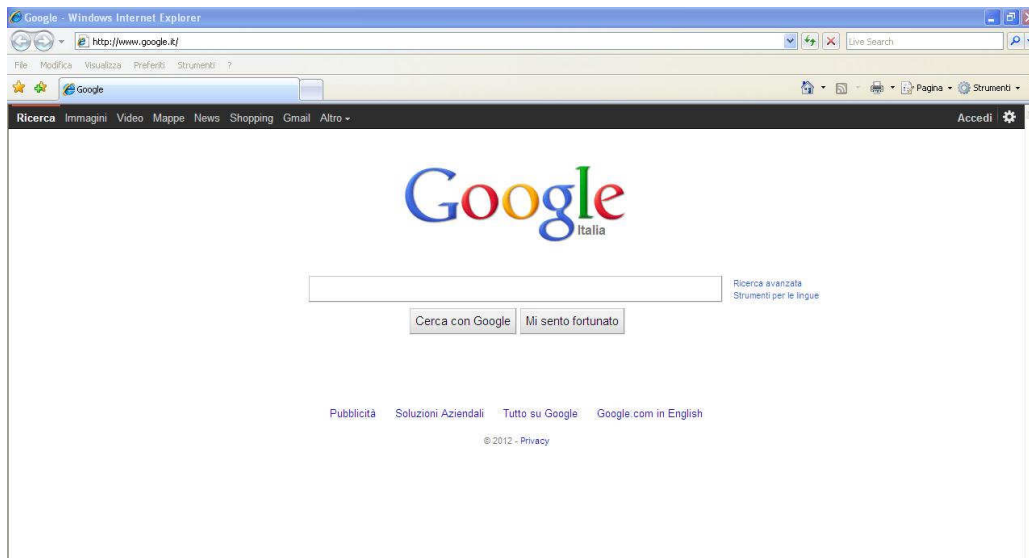 Google - Windows Internet Explorer
http://www.google.it/ Live Search
File Modifica Visualizza Preferiti Strumenti ?
Google Pagina Strumenti
Ricerca Immagini Video Mappe News Shopping Gmail Altro Accedi
Google
Italia
Ricerca avanzata
Strumenti per le lingue
Cerca con Google Mi sento fortunato
Pubblicità Soluzioni Aziendali Tutto su Google Google.com in English
© 2012 - Privacy